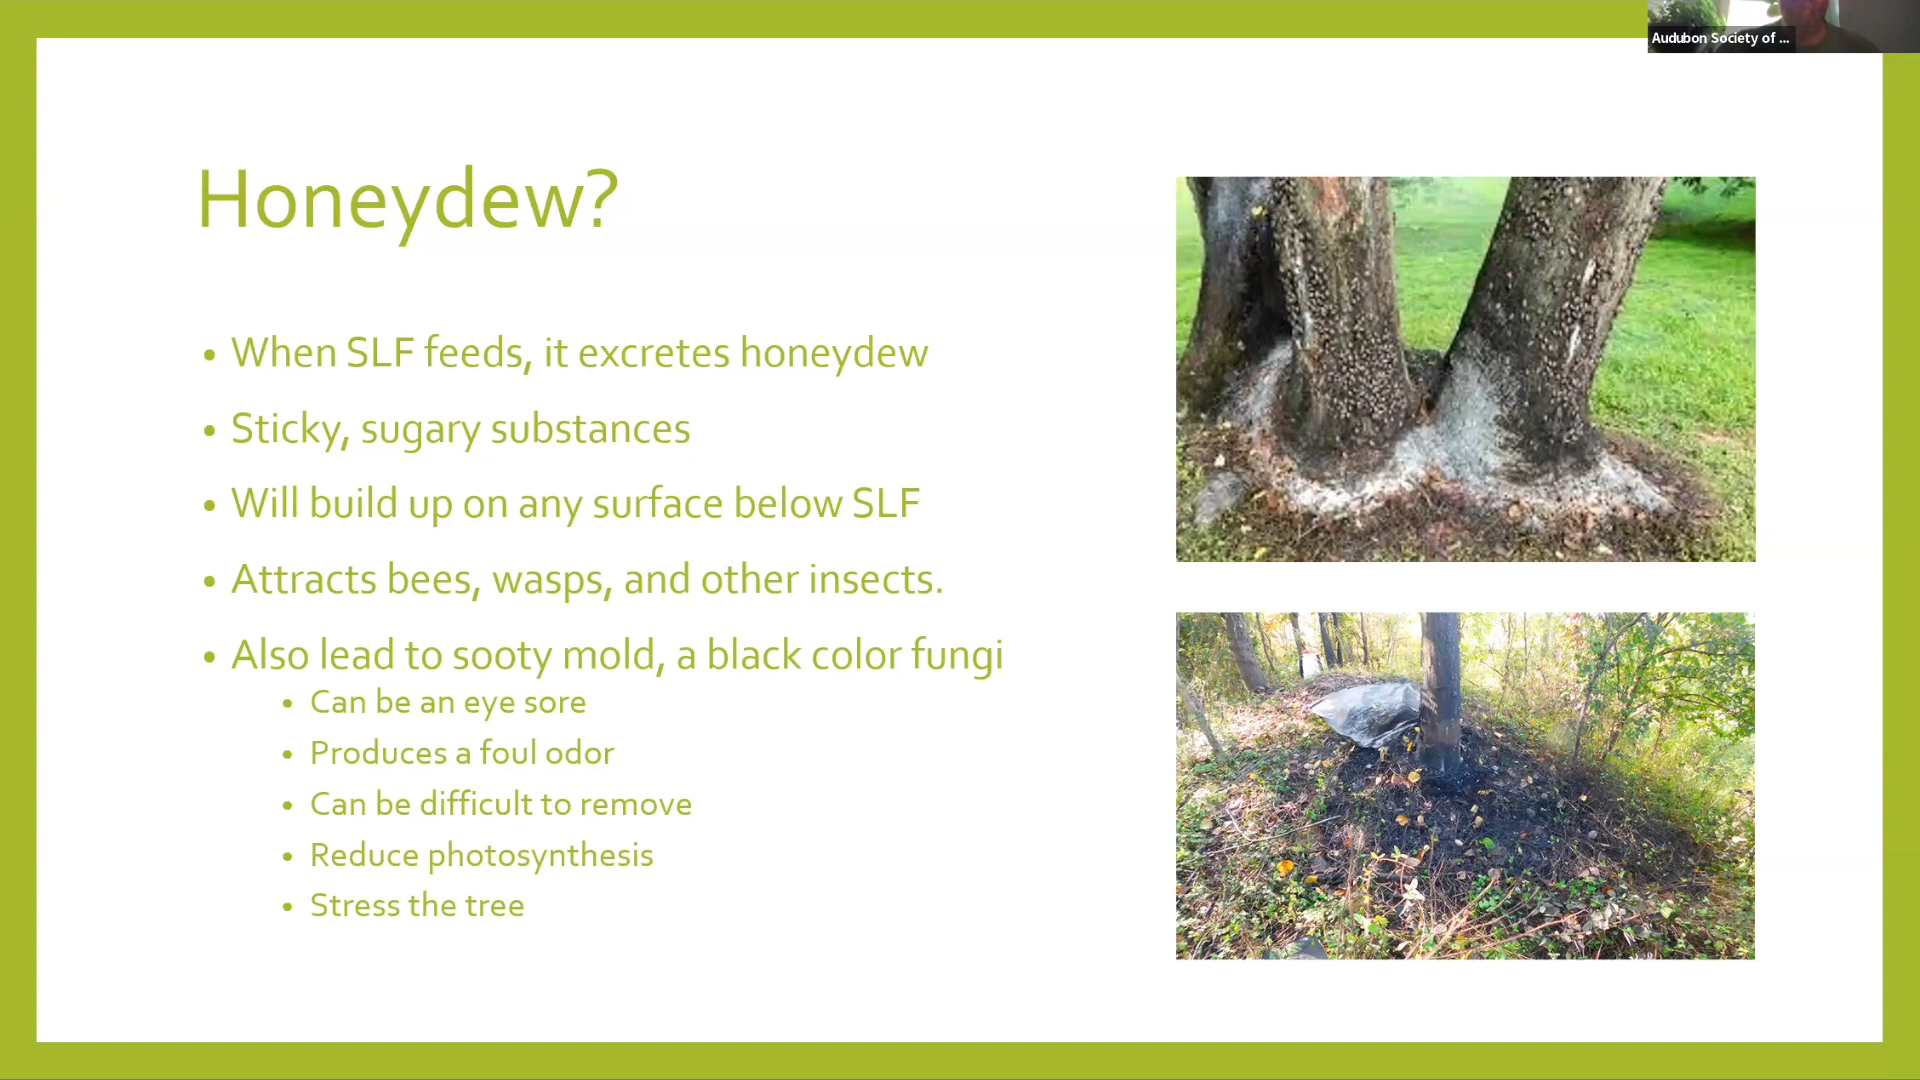 Audubon Society of ...
Honeydew?
• When SLF feeds, it excretes honeydew
• Sticky, sugary substances
• Will build up on any surface below SLF
• Attracts bees, wasps, and other insects.
• Also lead to sooty mold, a black color fungi
• Can be an eye sore
• Produces a foul odor
• Can be difficult to remove
• Reduce photosynthesis
• Stress the tree